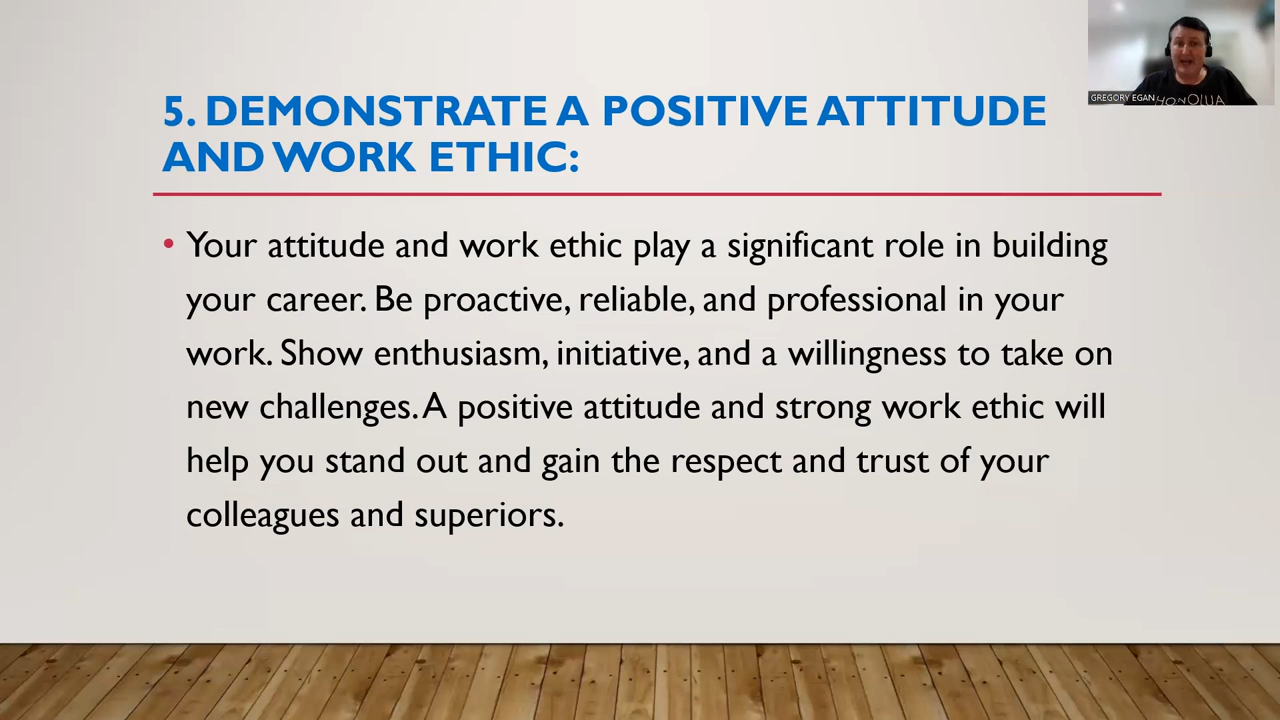 5. DEMONSTRATE A POSITIVE ATTITUDE
AND WORK ETHIC:
• Your attitude and work ethic play a significant role in building
your career. Be proactive, reliable, and professional in your
work. Show enthusiasm, initiative, and a willingness to take on
new challenges. A positive attitude and strong work ethic will
help you stand out and gain the respect and trust of your
colleagues and superiors.
GREGORY EGAN
HONOLUA